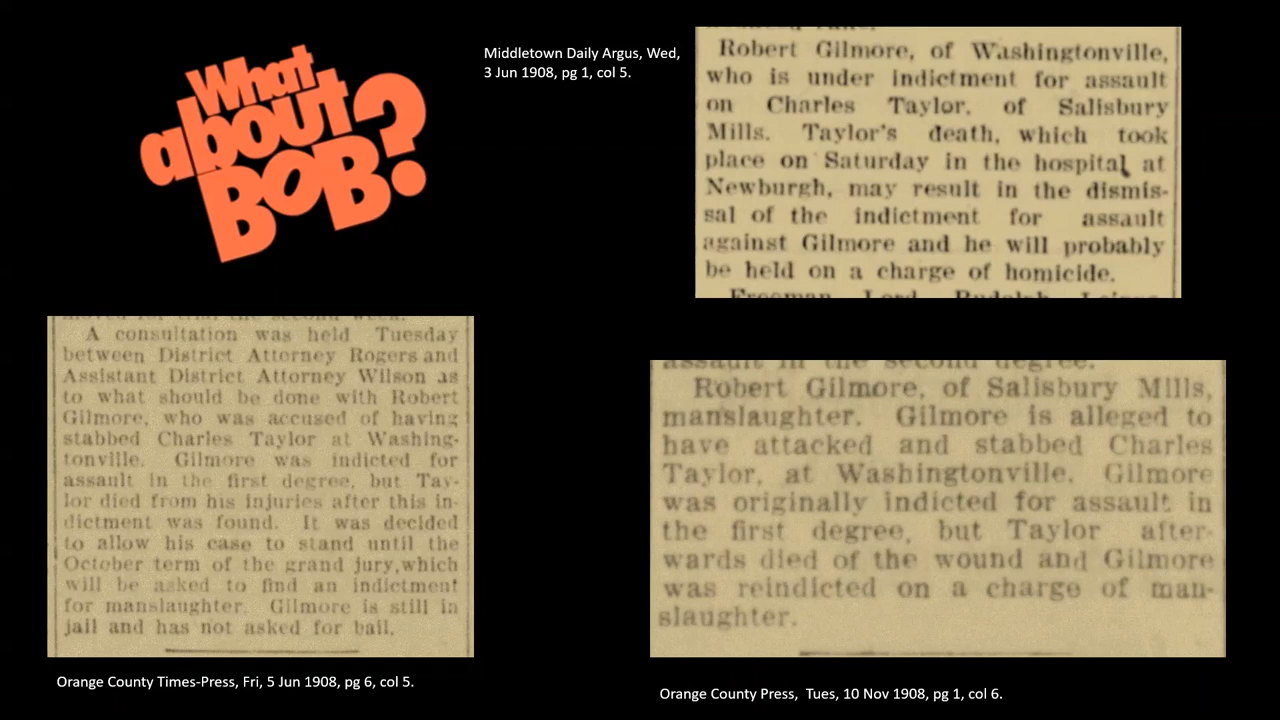 What
about
BOB?
Middletown Daily Argus, Wed,
3 Jun 1908, pg 1, col 5.
Robert Gilmore, of Washingtonville,
who is under indictment for assault
on Charles Taylor, of Salisbury
Mills. Taylor's death, which took
place on Saturday in the hospital at
Newburgh, may result in the dismis-
sal of the indictment for assault
against Gilmore and he will probably
be held on a charge of homicide.
A consultation was held Tuesday
between District Attorney Rogers and
Assistant District Attorney Wilson as
to what should be done with Robert
Gilmore, who was accused of having
stabbed Charles Taylor at Washing-
tonville. Gilmore was indicted for
assault in the first degree, but Tay-
lor died from his injuries after this in-
dictment was found. It was decided
to allow his case to stand until the
October term of the grand jury,which
will be asked to find an indictment
for manslaughter. Gilmore is still in
jail and has not asked for bail.
Orange County Times-Press, Fri, 5 Jun 1908, pg 6, col 5.
assault in the second degree.
Robert Gilmore, of Salisbury Mills,
manslaughter. Gilmore is alleged to
have attacked and stabbed Charles
Taylor, at Washingtonville. Gilmore
was originally indicted for assault in
the first degree, but Taylor after-
wards died of the wound and Gilmore
was reindicted on a charge of man-
slaughter.
Orange County Press, Tues, 10 Nov 1908, pg 1, col 6.